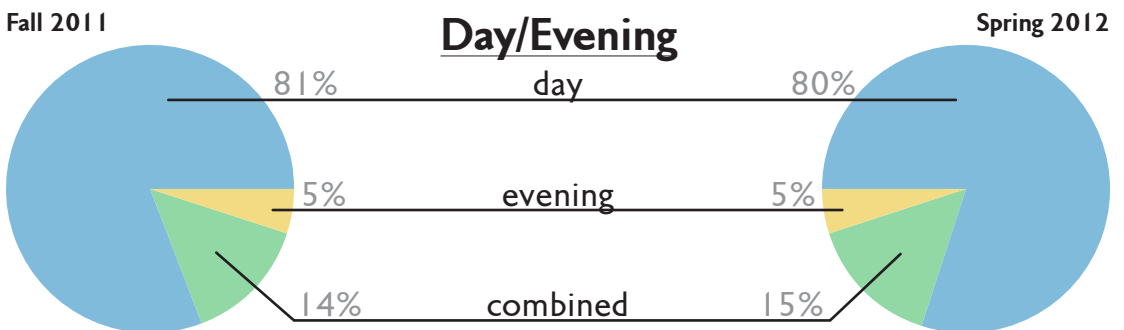 Fall 2011
Day/Evening
Spring 2012
81% day 80%
5% evening 5%
14% combined 15%